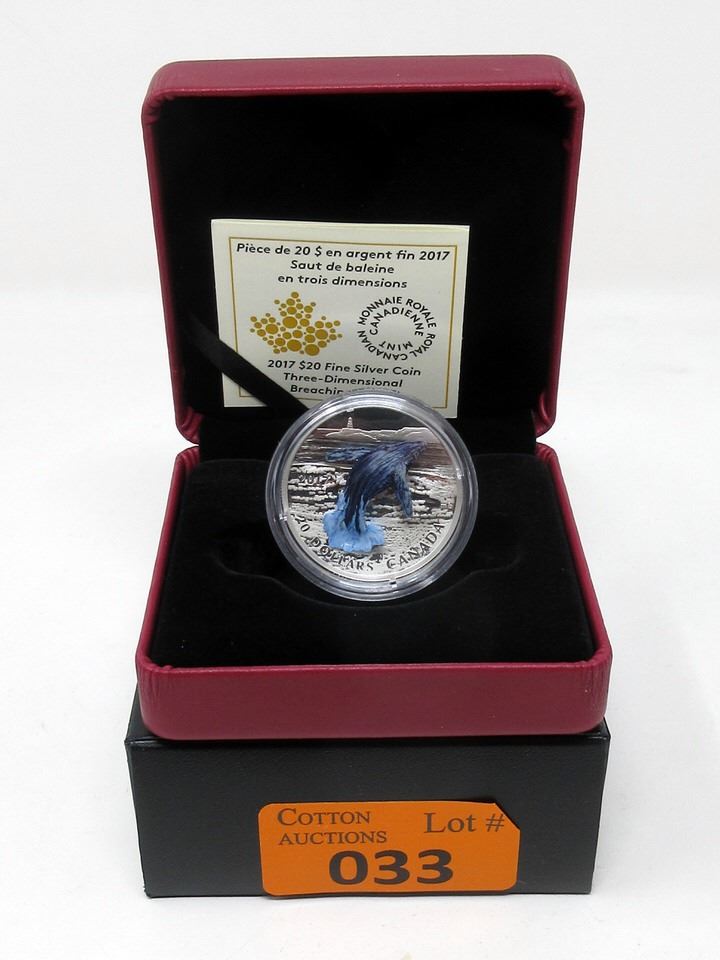 Pièce de 20 $ en argent fin 2017
Saut de baleine
en trois dimensions
MONNAIE ROYALE CANADIENNE
ROYAL CANADIAN MINT
2017 $20 Fine Silver Coin
Three-Dimensional
2017
20 DOLLARS CANADA
COTTON
AUCTIONS
Lot #
033